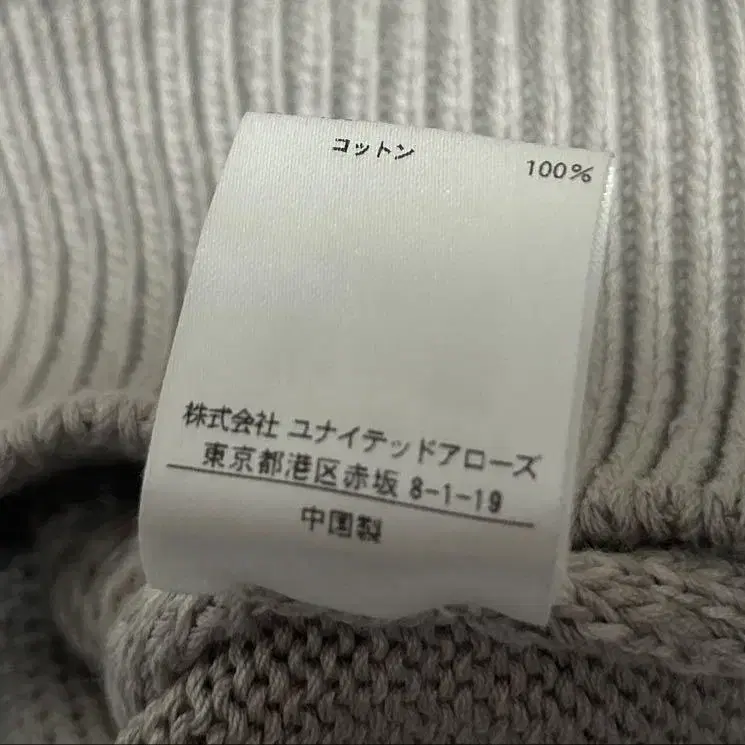 コットン 100%
株式会社 ユナイテッドアローズ
東京都港区赤坂 8-1-19
中国製